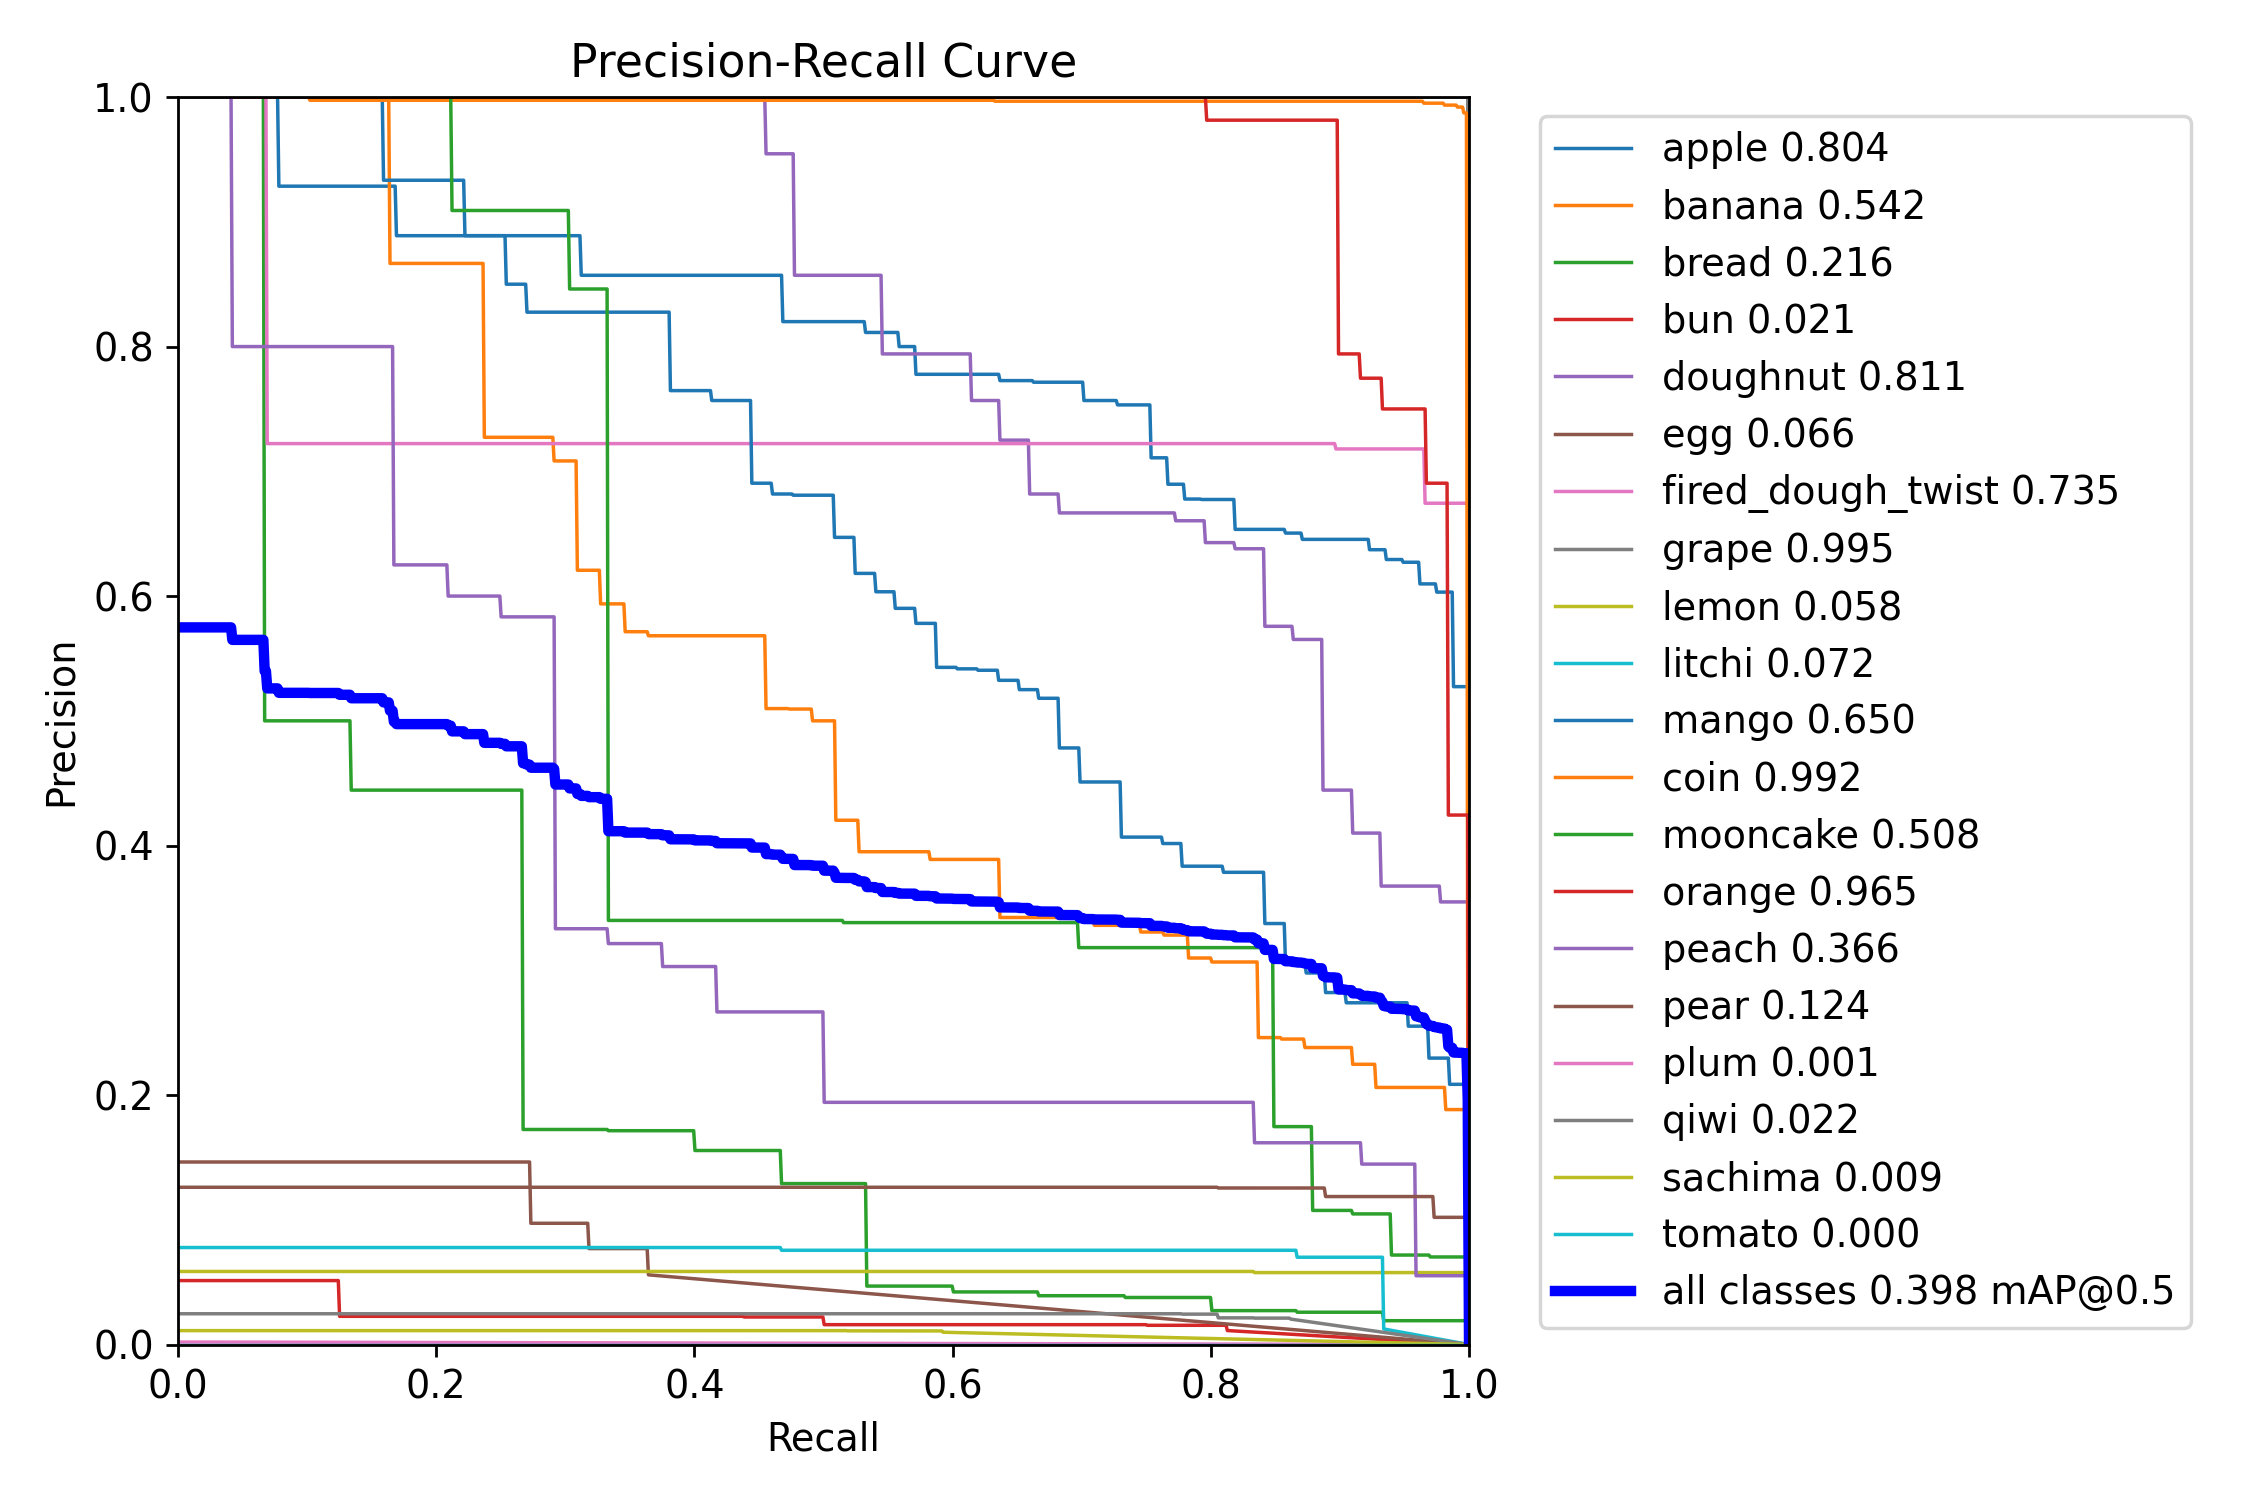 Precision-Recall Curve
1.0
0.8
0.6
0.4
0.2
0.0
Precision
0.0 0.2 0.4 0.6 0.8 1.0
Recall
apple 0.804
banana 0.542
bread 0.216
bun 0.021
doughnut 0.811
egg 0.066
fired_dough_twist 0.735
grape 0.995
lemon 0.058
litchi 0.072
mango 0.650
coin 0.992
mooncake 0.508
orange 0.965
peach 0.366
pear 0.124
plum 0.001
qiwi 0.022
sachima 0.009
tomato 0.000
all classes 0.398 mAP@0.5